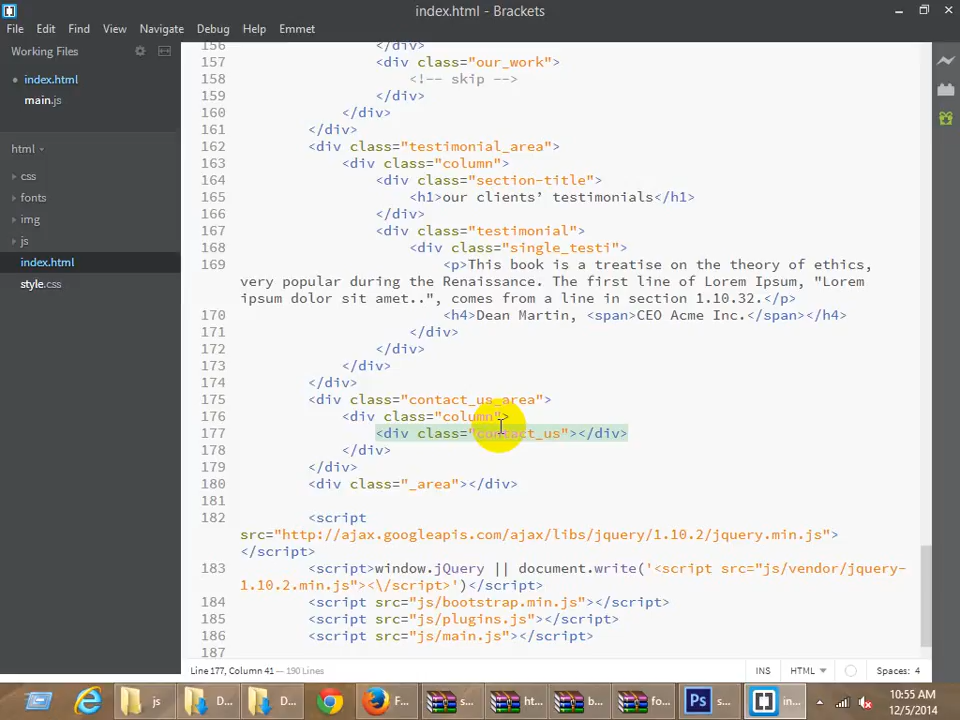 index.html - Brackets
File Edit Find View Navigate Debug Help Emmet
Working Files
index.html
main.js
html
css
fonts
img
js
index.html
style.css
156 </div>
157 <div class="our_work">
158 <!-- skip -->
159 </div>
160 </div>
161 </div>
162 <div class="testimonial_area">
163 <div class="column">
164 <div class="section-title">
165 <h1>our clients’ testimonials</h1>
166 </div>
167 <div class="testimonial">
168 <div class="single_testi">
169 <p>This book is a treatise on the theory of ethics,
very popular during the Renaissance. The first line of Lorem Ipsum, "Lorem
ipsum dolor sit amet..", comes from a line in section 1.10.32.</p>
170 <h4>Dean Martin, <span>CEO Acme Inc.</span></h4>
171 </div>
172 </div>
173 </div>
174 </div>
175 <div class="contact_us_area">
176 <div class="column">
177 <div class="contact_us"></div>
178 </div>
179 </div>
180 <div class="_area"></div>
181
182 <script
src="http://ajax.googleapis.com/ajax/libs/jquery/1.10.2/jquery.min.js">
</script>
183 <script>window.jQuery || document.write('<script src="js/vendor/jquery-
1.10.2.min.js"><\/script>')</script>
184 <script src="js/bootstrap.min.js"></script>
185 <script src="js/plugins.js"></script>
186 <script src="js/main.js"></script>
187
Line 177, Column 41 — 190 Lines
INS HTML Spaces: 4
js D... D... F... s... ht... b... fo... Ps s... in...
10:55 AM
12/5/2014